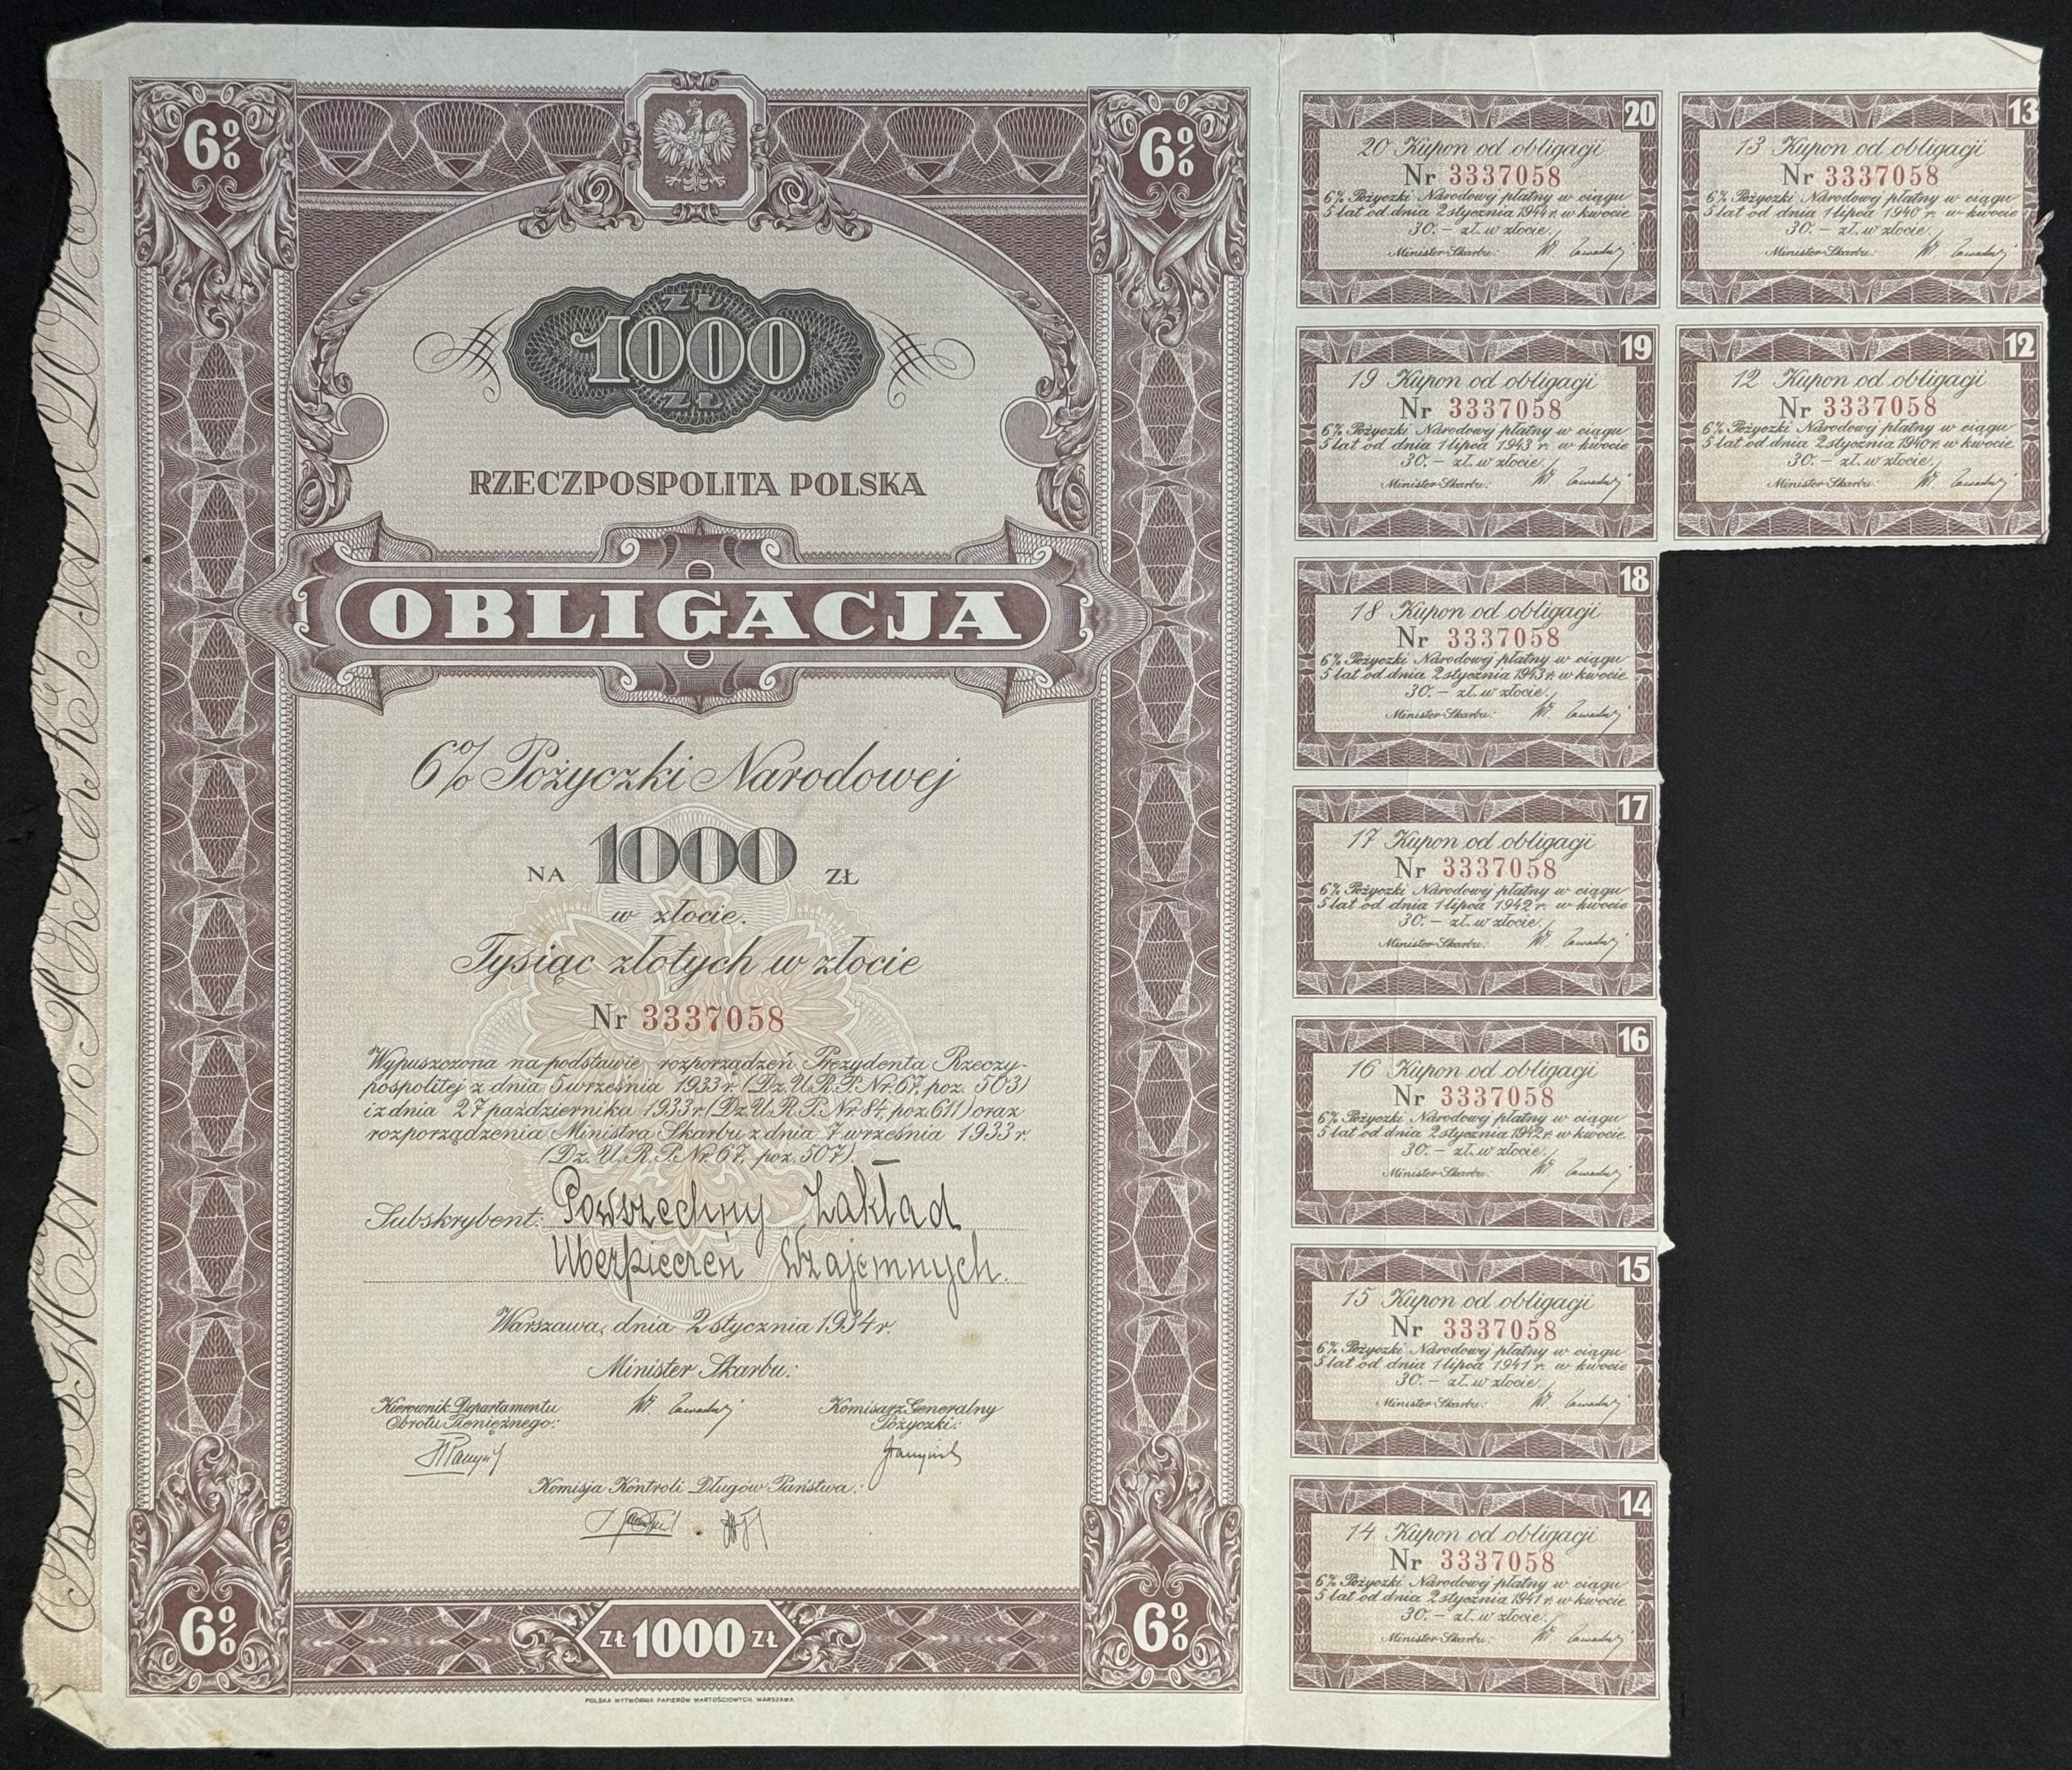 6%
6%
ZŁ
1000
ZŁ
RZECZPOSPOLITA POLSKA
OBLIGACJA
6% Pożyczki Narodowej
NA 1000 ZŁ
w złocie.
Tysiąc złotych w złocie
Nr 3337058
Wypuszczona na podstawie rozporządzeń Prezydenta Rzeczy-
pospolitej z dnia 5 września 1933 r. (Dz. U. R. P. Nr 67, poz. 503)
i z dnia 27 października 1933 r. (Dz. U. R. P. Nr 84, poz. 611) oraz
rozporządzenia Ministra Skarbu z dnia 7 września 1933 r.
(Dz. U. R. P. Nr 67, poz. 507).
Subskrybent: Powszechny Zakład
Ubezpieczeń Wzajemnych.
Warszawa, dnia 2 stycznia 1934 r.
Minister Skarbu:
Kierownik Departamentu
Obrotu Pieniężnego:
Komisarz Generalny
Pożyczki:
Komisja Kontroli Długów Państwa:
6%
ZŁ 1000 ZŁ
6%
POLSKA WYTWÓRNIA PAPIERÓW WARTOŚCIOWYCH. WARSZAWA.
20
20 Kupon od obligacji
Nr 3337058
6% Pożyczki Narodowej płatny w ciągu
5 lat od dnia 2 stycznia 1944 r. w kwocie
30.- zł. w złocie.
Minister Skarbu:
19
19 Kupon od obligacji
Nr 3337058
6% Pożyczki Narodowej płatny w ciągu
5 lat od dnia 1 lipca 1943 r. w kwocie
30.- zł. w złocie.
Minister Skarbu:
18
18 Kupon od obligacji
Nr 3337058
6% Pożyczki Narodowej płatny w ciągu
5 lat od dnia 2 stycznia 1943 r. w kwocie
30.- zł. w złocie.
Minister Skarbu:
17
17 Kupon od obligacji
Nr 3337058
6% Pożyczki Narodowej płatny w ciągu
5 lat od dnia 1 lipca 1942 r. w kwocie
30.- zł. w złocie.
Minister Skarbu:
16
16 Kupon od obligacji
Nr 3337058
6% Pożyczki Narodowej płatny w ciągu
5 lat od dnia 2 stycznia 1942 r. w kwocie
30.- zł. w złocie.
Minister Skarbu:
15
15 Kupon od obligacji
Nr 3337058
6% Pożyczki Narodowej płatny w ciągu
5 lat od dnia 1 lipca 1941 r. w kwocie
30.- zł. w złocie.
Minister Skarbu:
14
14 Kupon od obligacji
Nr 3337058
6% Pożyczki Narodowej płatny w ciągu
5 lat od dnia 2 stycznia 1941 r. w kwocie
30.- zł. w złocie.
Minister Skarbu:
13
13 Kupon od obligacji
Nr 3337058
6% Pożyczki Narodowej płatny w ciągu
5 lat od dnia 1 lipca 1940 r. w kwocie
30.- zł. w złocie.
Minister Skarbu:
12
12 Kupon od obligacji
Nr 3337058
6% Pożyczki Narodowej płatny w ciągu
5 lat od dnia 2 stycznia 1940 r. w kwocie
30.- zł. w złocie.
Minister Skarbu: